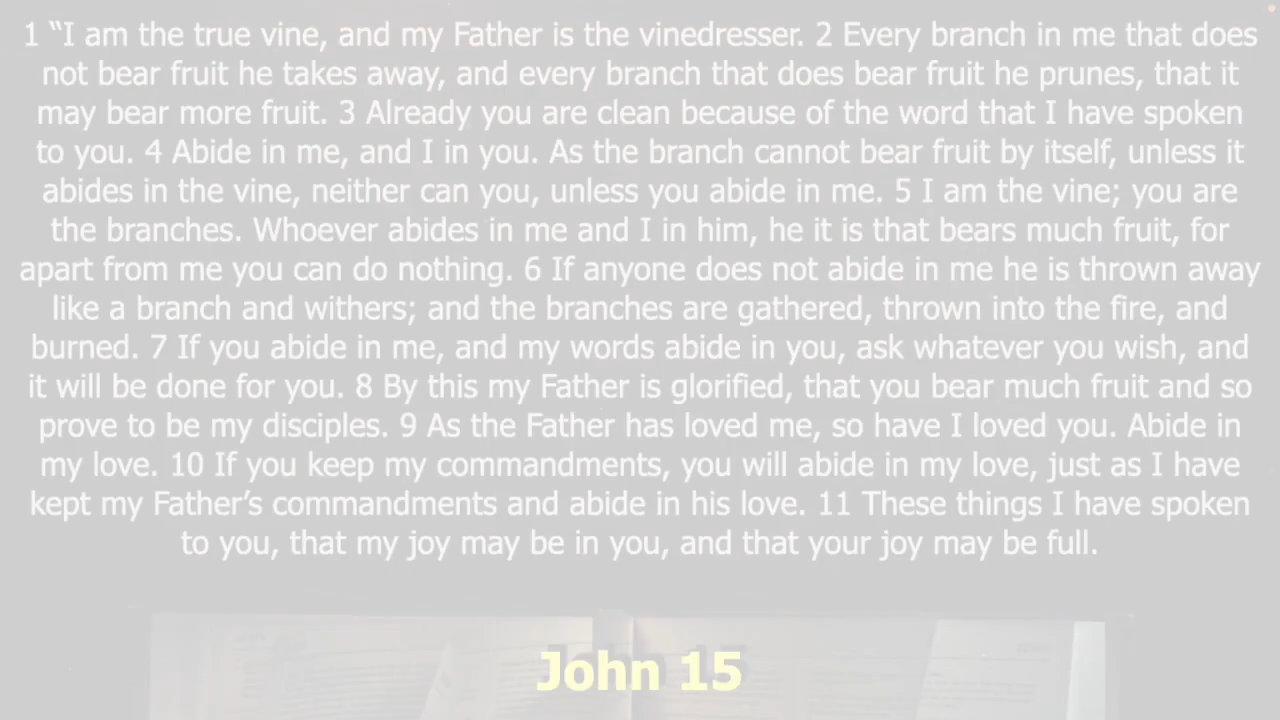 1 “I am the true vine, and my Father is the vinedresser. 2 Every branch in me that does
not bear fruit he takes away, and every branch that does bear fruit he prunes, that it
may bear more fruit. 3 Already you are clean because of the word that I have spoken
to you. 4 Abide in me, and I in you. As the branch cannot bear fruit by itself, unless it
abides in the vine, neither can you, unless you abide in me. 5 I am the vine; you are
the branches. Whoever abides in me and I in him, he it is that bears much fruit, for
apart from me you can do nothing. 6 If anyone does not abide in me he is thrown away
like a branch and withers; and the branches are gathered, thrown into the fire, and
burned. 7 If you abide in me, and my words abide in you, ask whatever you wish, and
it will be done for you. 8 By this my Father is glorified, that you bear much fruit and so
prove to be my disciples. 9 As the Father has loved me, so have I loved you. Abide in
my love. 10 If you keep my commandments, you will abide in my love, just as I have
kept my Father’s commandments and abide in his love. 11 These things I have spoken
to you, that my joy may be in you, and that your joy may be full.
John 15